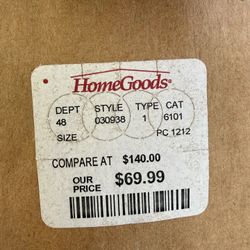 HomeGoods®
DEPT STYLE TYPE CAT
48 030938 1 6101
SIZE PC 1212
COMPARE AT $140.00
OUR
PRICE $69.99